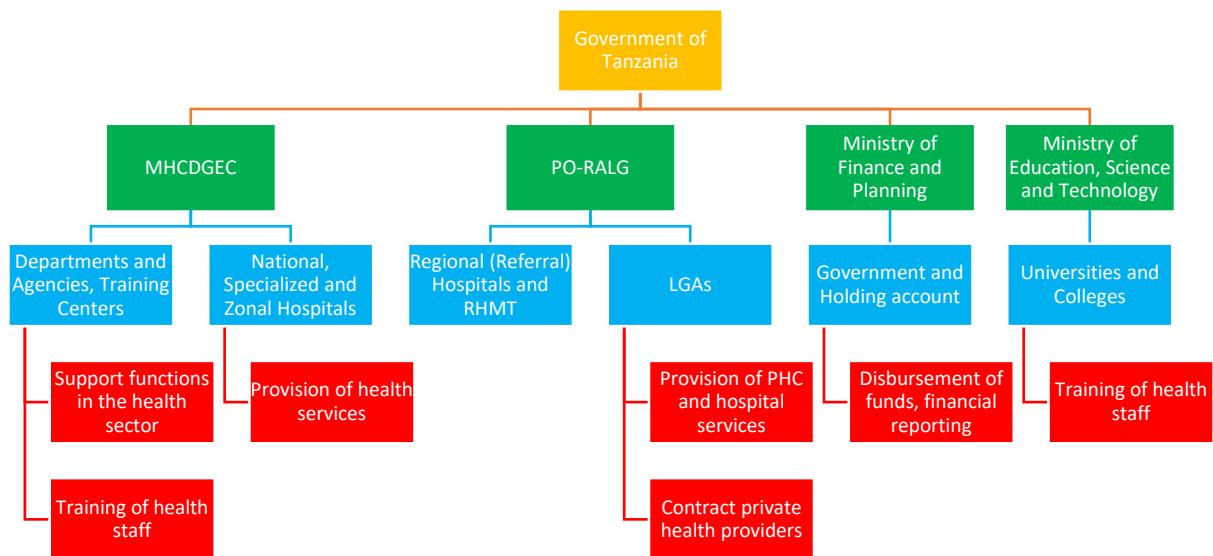 Government of
Tanzania
MHCDGEC
PO-RALG
Ministry of
Finance and
Planning
Ministry of
Education, Science
and Technology
Departments and
Agencies, Training
Centers
National,
Specialized and
Zonal Hospitals
Regional (Referral)
Hospitals and
RHMT
LGAs
Government and
Holding account
Universities and
Colleges
Support functions
in the health
sector
Provision of health
services
Provision of PHC
and hospital
services
Disbursement of
funds, financial
reporting
Training of health
staff
Training of health
staff
Contract private
health providers